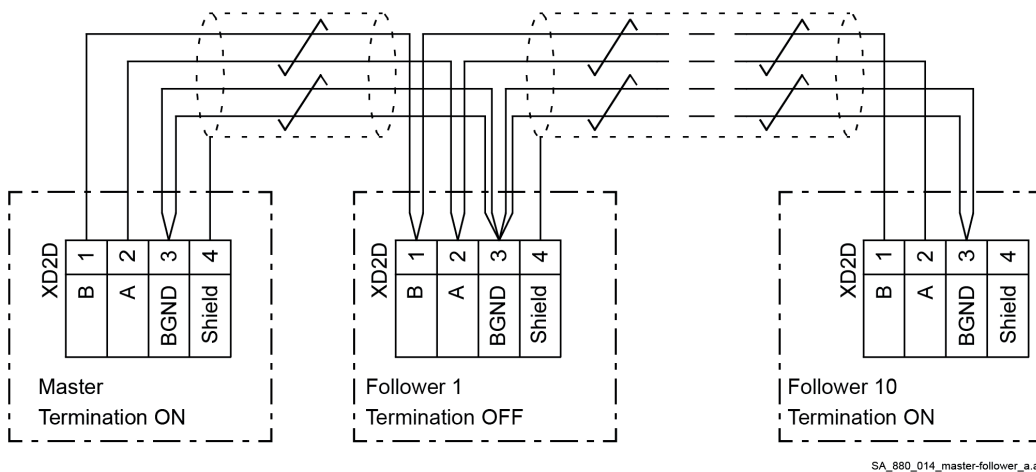 XD2D
1
2
3
4
B
A
BGND
Shield
Master
Termination ON
XD2D
1
2
3
4
B
A
BGND
Shield
Follower 1
Termination OFF
XD2D
1
2
3
4
B
A
BGND
Shield
Follower 10
Termination ON